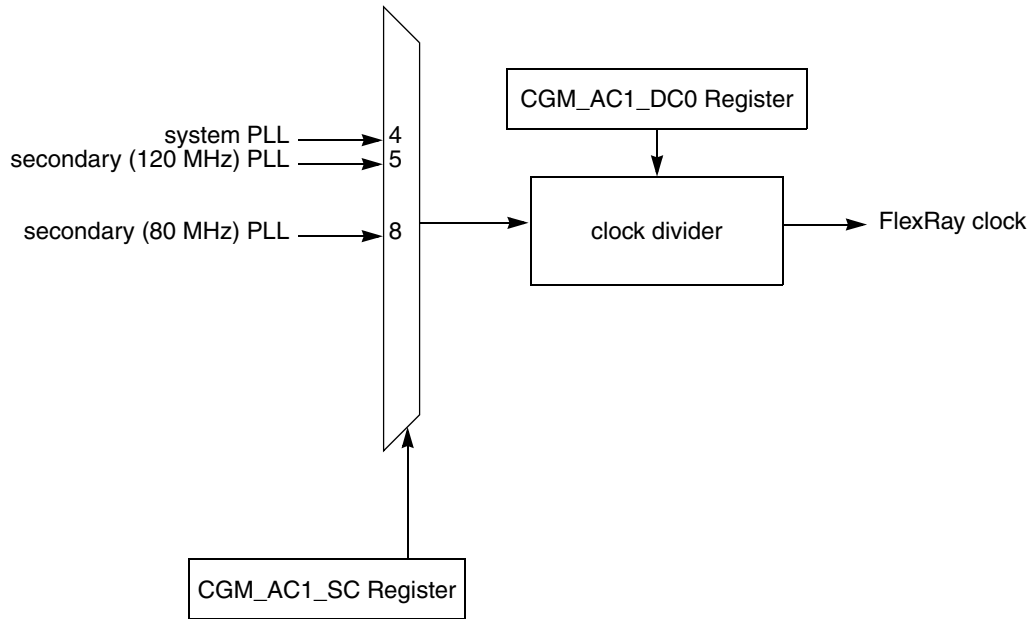 CGM_AC1_DC0 Register
system PLL
4
secondary (120 MHz) PLL
5
secondary (80 MHz) PLL
8
clock divider
FlexRay clock
CGM_AC1_SC Register